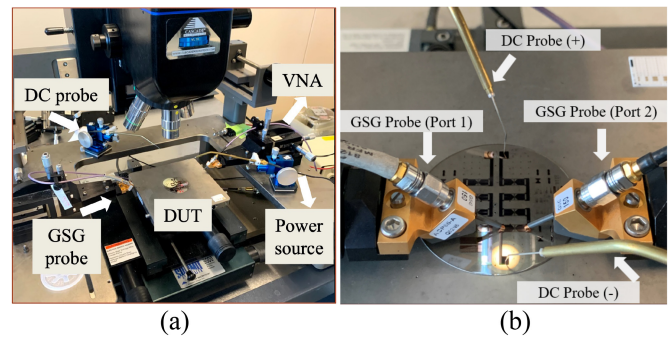 DC probe
VNA
GSG
probe
DUT
Power
source
(a)
DC Probe (+)
GSG Probe (Port 1)
GSG Probe (Port 2)
DC Probe (-)
(b)